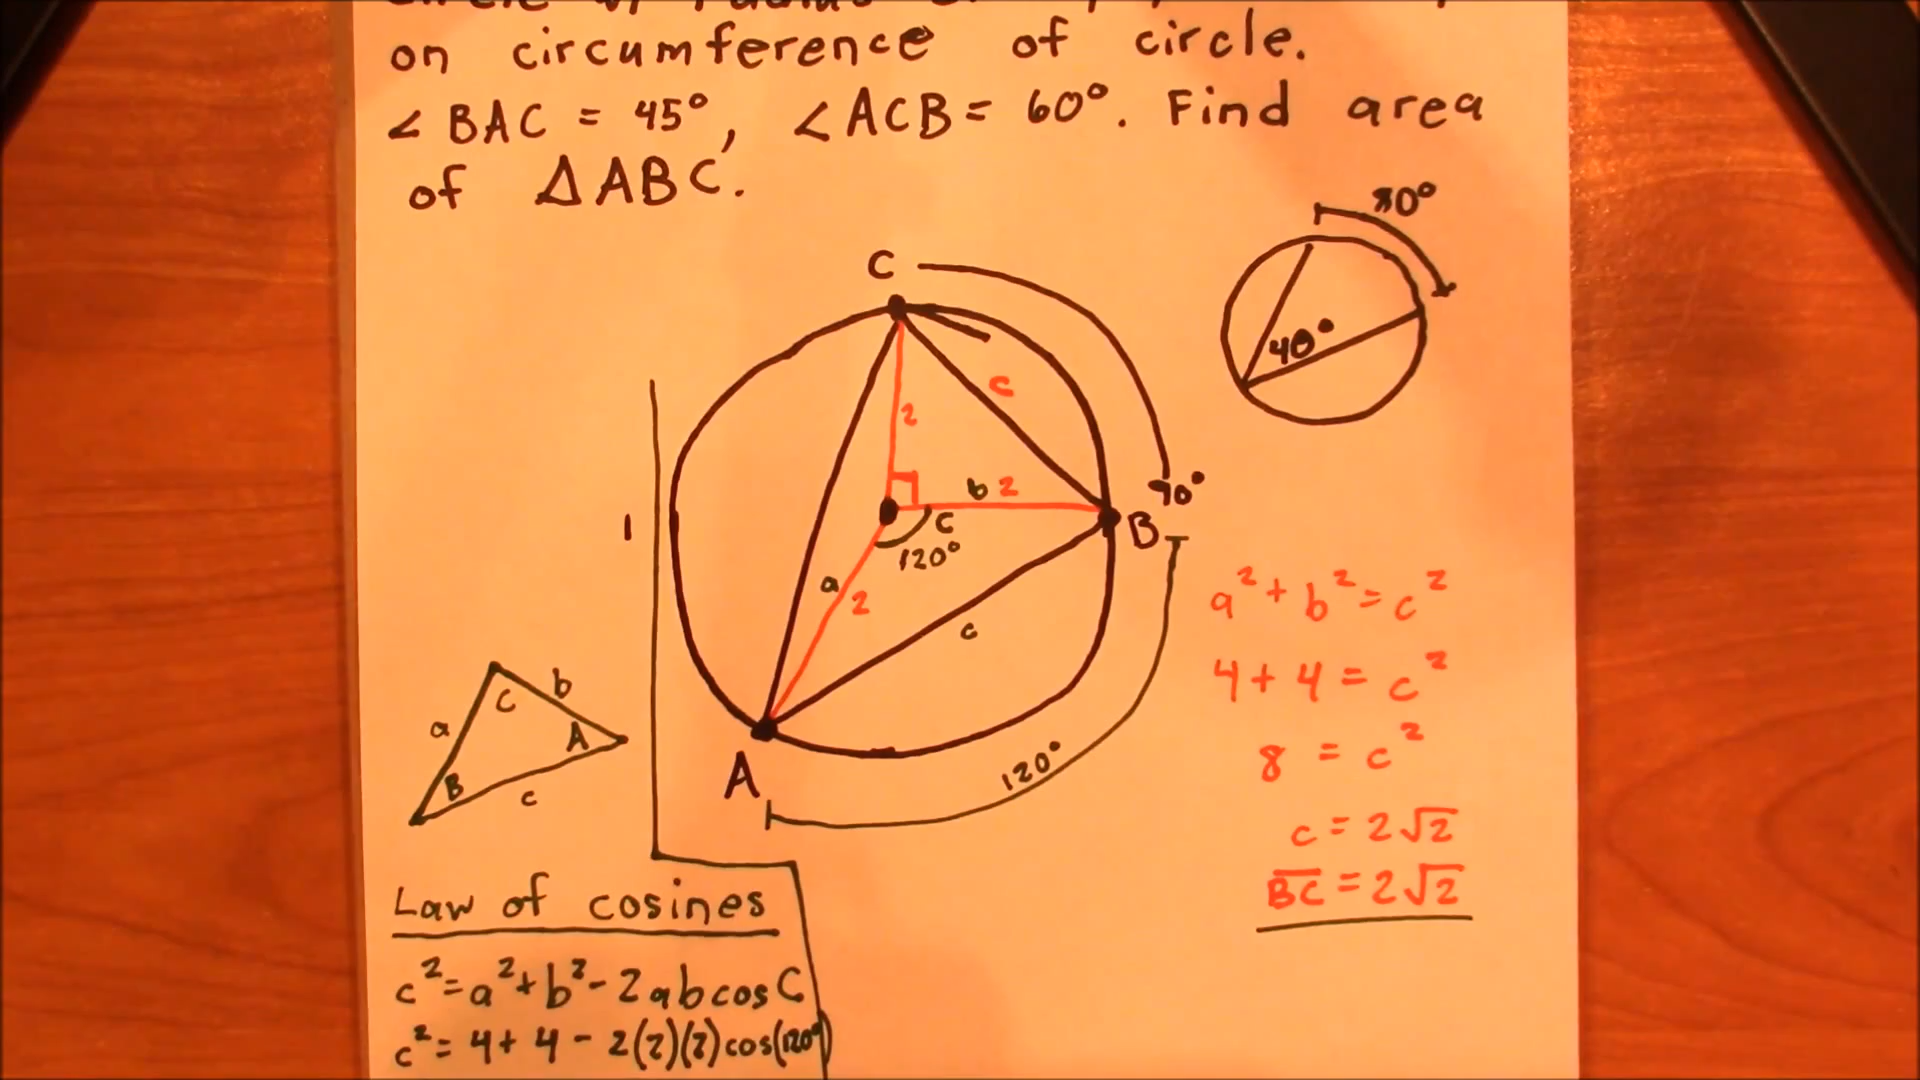 on circumference of circle.
∠BAC = 45°, ∠ACB = 60°. Find area
of ΔABC.
80°
40°
C
c
2
b 2
C
120°
90°
B
a
2
c
A
120°
1
a
b
C
A
B
c
a² + b² = c²
4 + 4 = c²
8 = c²
c = 2√2
BC = 2√2
Law of cosines
c² = a² + b² - 2abcosC
c² = 4 + 4 - 2(2)(2)cos(120°)